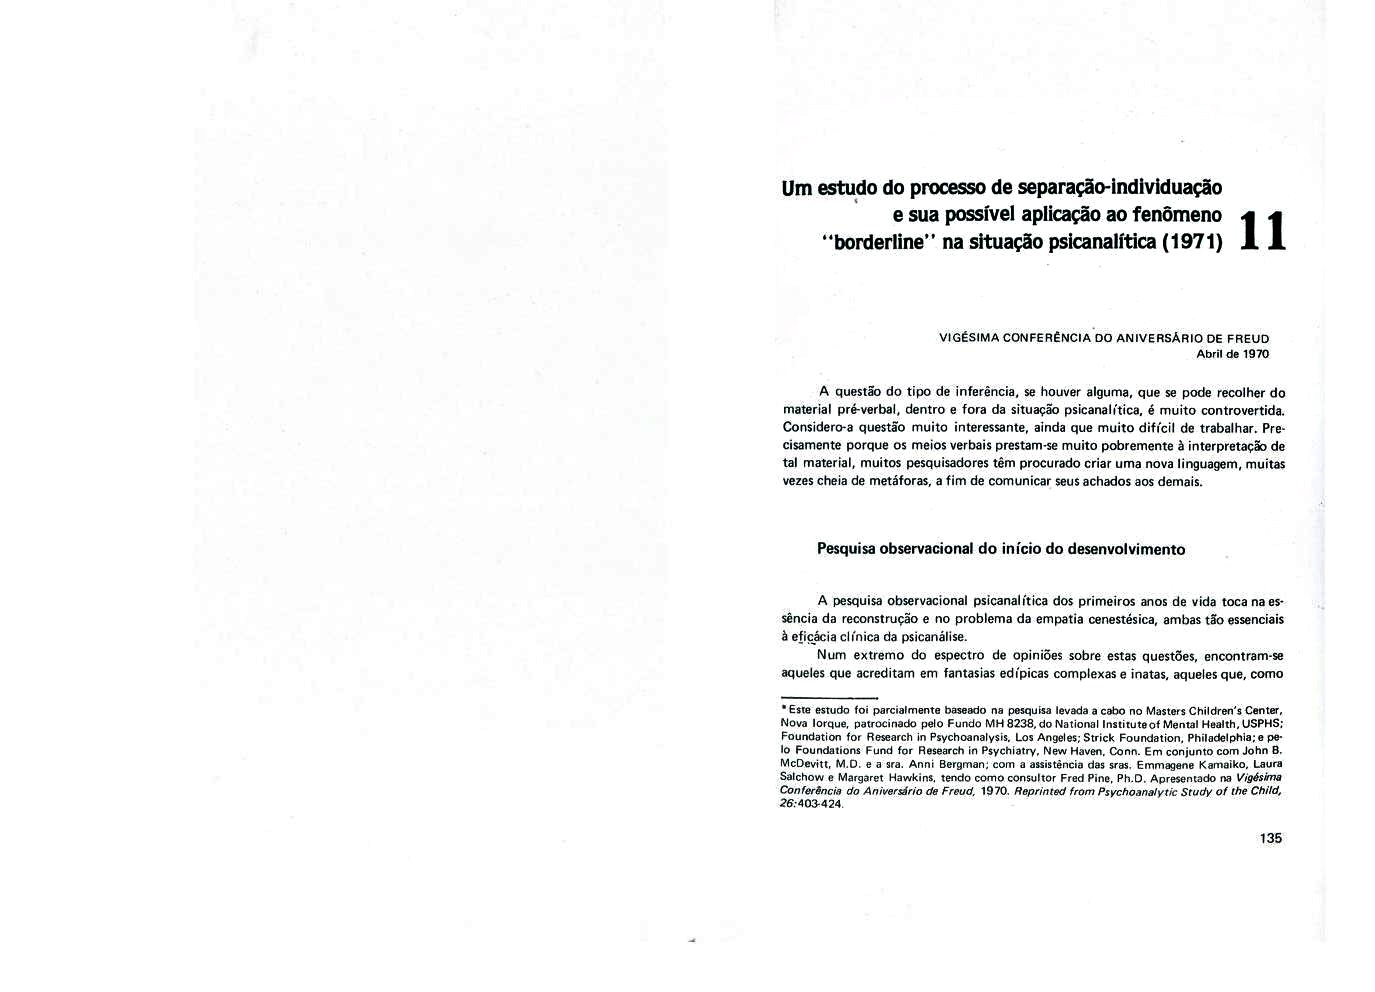 Um estudo do processo de separação-individuação
e sua possível aplicação ao fenômeno
“borderline” na situação psicanalítica (1971)
11
VIGÉSIMA CONFERÊNCIA DO ANIVERSÁRIO DE FREUD
Abril de 1970
A questão do tipo de inferência, se houver alguma, que se pode recolher do
material pré-verbal, dentro e fora da situação psicanalítica, é muito controvertida.
Considero-a questão muito interessante, ainda que muito difícil de trabalhar. Pre-
cisamente porque os meios verbais prestam-se muito pobremente à interpretação de
tal material, muitos pesquisadores têm procurado criar uma nova linguagem, muitas
vezes cheia de metáforas, a fim de comunicar seus achados aos demais.
Pesquisa observacional do início do desenvolvimento
A pesquisa observacional psicanalítica dos primeiros anos de vida toca na es-
sência da reconstrução e no problema da empatia cenestésica, ambas tão essenciais
à eficácia clínica da psicanálise.
Num extremo do espectro de opiniões sobre estas questões, encontram-se
aqueles que acreditam em fantasias edípicas complexas e inatas, aqueles que, como
*Este estudo foi parcialmente baseado na pesquisa levada a cabo no Masters Children's Center,
Nova Iorque, patrocinado pelo Fundo MH 8238, do National Institute of Mental Health, USPHS;
Foundation for Research in Psychoanalysis, Los Angeles; Strick Foundation, Philadelphia; e pe-
lo Foundations Fund for Research in Psychiatry, New Haven, Conn. Em conjunto com John B.
McDevitt, M.D. e a sra. Anni Bergman; com a assistência das sras. Emmagene Kamaiko, Laura
Salchow e Margaret Hawkins, tendo como consultor Fred Pine, Ph.D. Apresentado na Vigésima
Conferência do Aniversário de Freud, 1970. Reprinted from Psychoanalytic Study of the Child,
26:403-424.
135